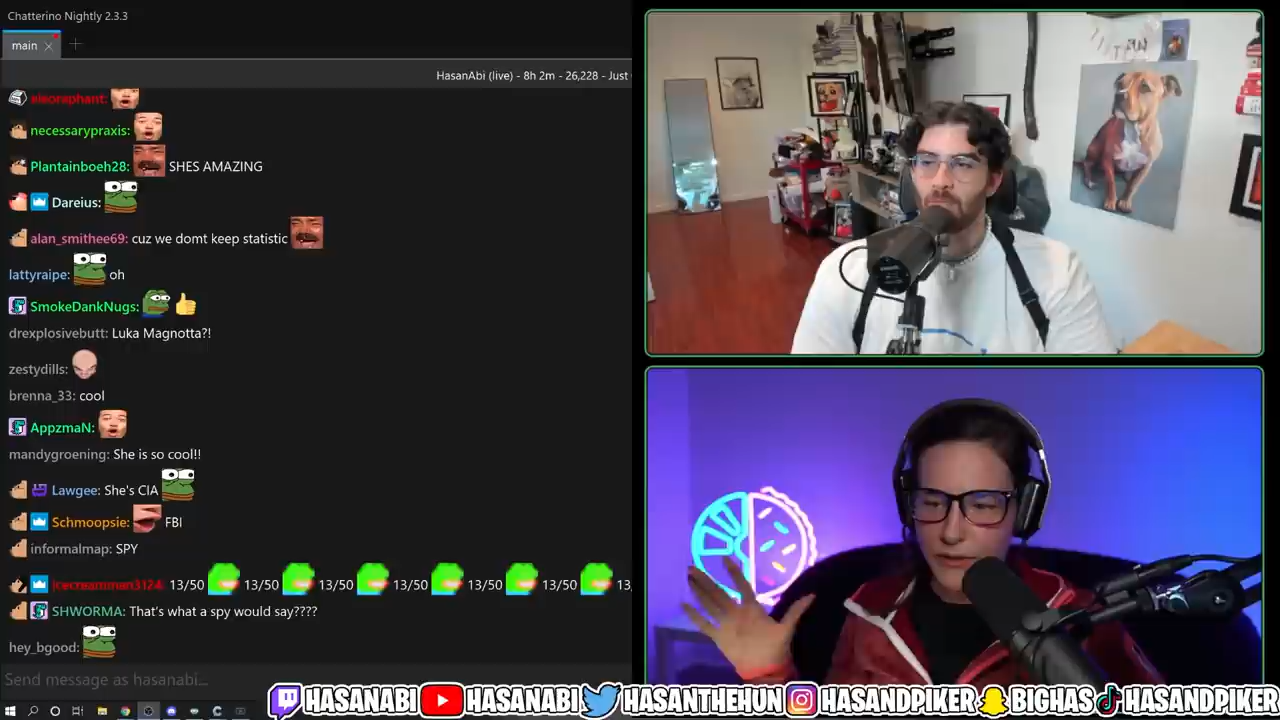 Chatterino Nightly 2.3.3
main
HasanAbi (live) - 8h 2m - 26,228 - Just
necessarypraxis:
Plantainboeh28: SHES AMAZING
Dareius:
alan_smithee69: cuz we domt keep statistic
lattyraipe: oh
SmokeDankNugs:
drexplosivebutt: Luka Magnotta?!
zestydills:
brenna_33: cool
AppzmaN:
mandygroening: She is so cool!!
Lawgee: She's CIA
Schmoopsie: FBI
informalmap: SPY
Icecreamman3124: 13/50 13/50 13/50 13/50 13/50 13/50 13
SHWORMA: That's what a spy would say????
hey_bgood:
Send message as hasanabi...
HASANABI HASANABI HASANTHEHUN HASANDPIKER BIGHAS HASANDPIKER